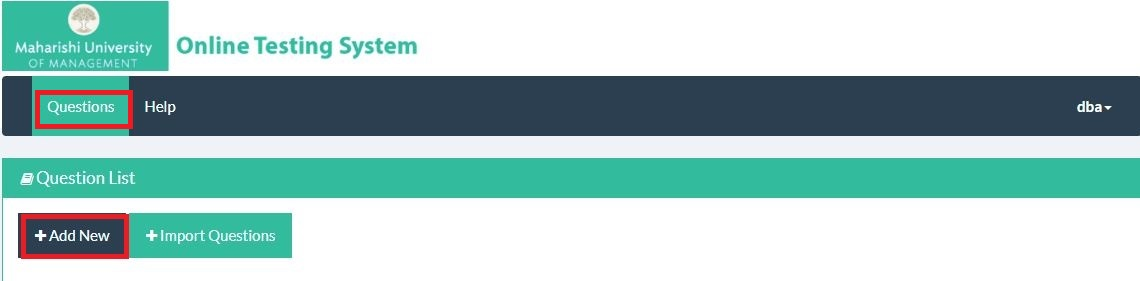 Maharishi University
OF MANAGEMENT
Online Testing System
Questions Help dba
Question List
+Add New +Import Questions